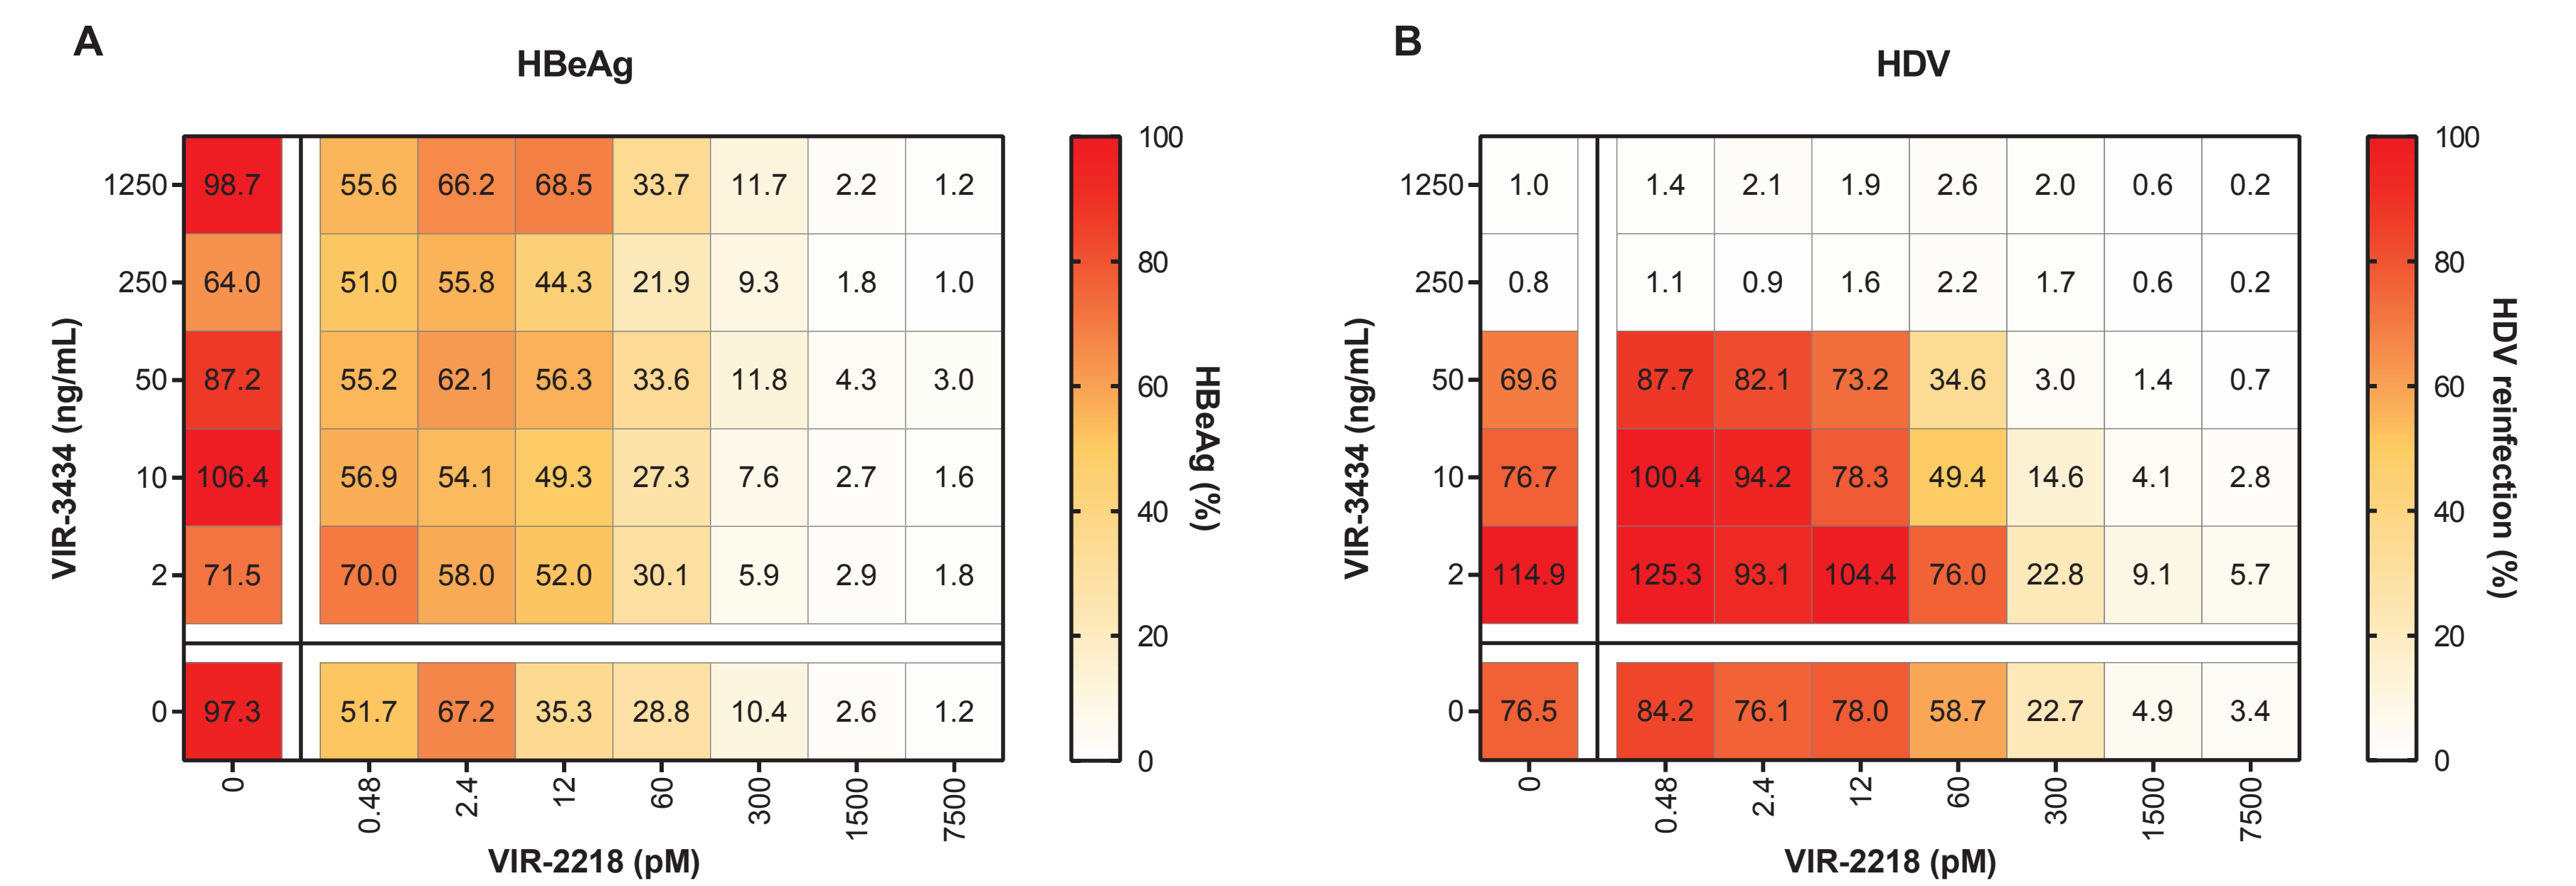 A
HBeAg
1250 98.7 55.6 66.2 68.5 33.7 11.7 2.2 1.2
250 64.0 51.0 55.8 44.3 21.9 9.3 1.8 1.0
50 87.2 55.2 62.1 56.3 33.6 11.8 4.3 3.0
10 106.4 56.9 54.1 49.3 27.3 7.6 2.7 1.6
2 71.5 70.0 58.0 52.0 30.1 5.9 2.9 1.8
0 97.3 51.7 67.2 35.3 28.8 10.4 2.6 1.2
0 0.48 2.4 12 60 300 1500 7500
VIR-3434 (ng/mL)
VIR-2218 (pM)
100
80
60
40
20
0
HBeAg (%)
B
HDV
1250 1.0 1.4 2.1 1.9 2.6 2.0 0.6 0.2
250 0.8 1.1 0.9 1.6 2.2 1.7 0.6 0.2
50 69.6 87.7 82.1 73.2 34.6 3.0 1.4 0.7
10 76.7 100.4 94.2 78.3 49.4 14.6 4.1 2.8
2 114.9 125.3 93.1 104.4 76.0 22.8 9.1 5.7
0 76.5 84.2 76.1 78.0 58.7 22.7 4.9 3.4
0 0.48 2.4 12 60 300 1500 7500
VIR-3434 (ng/mL)
VIR-2218 (pM)
100
80
60
40
20
0
HDV reinfection (%)